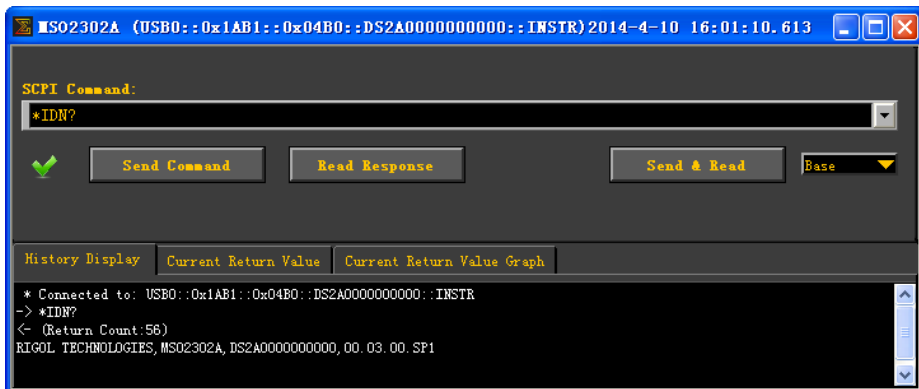 MSO2302A (USB0::0x1AB1::0x04B0::DS2A0000000000::INSTR)2014-4-10 16:01:10.613
SCPI Command:
*IDN?
Send Command Read Response Send & Read Base
History Display Current Return Value Current Return Value Graph
* Connected to: USB0::0x1AB1::0x04B0::DS2A0000000000::INSTR
-> *IDN?
<- (Return Count:56)
RIGOL TECHNOLOGIES,MSO2302A,DS2A0000000000,00.03.00.SP1